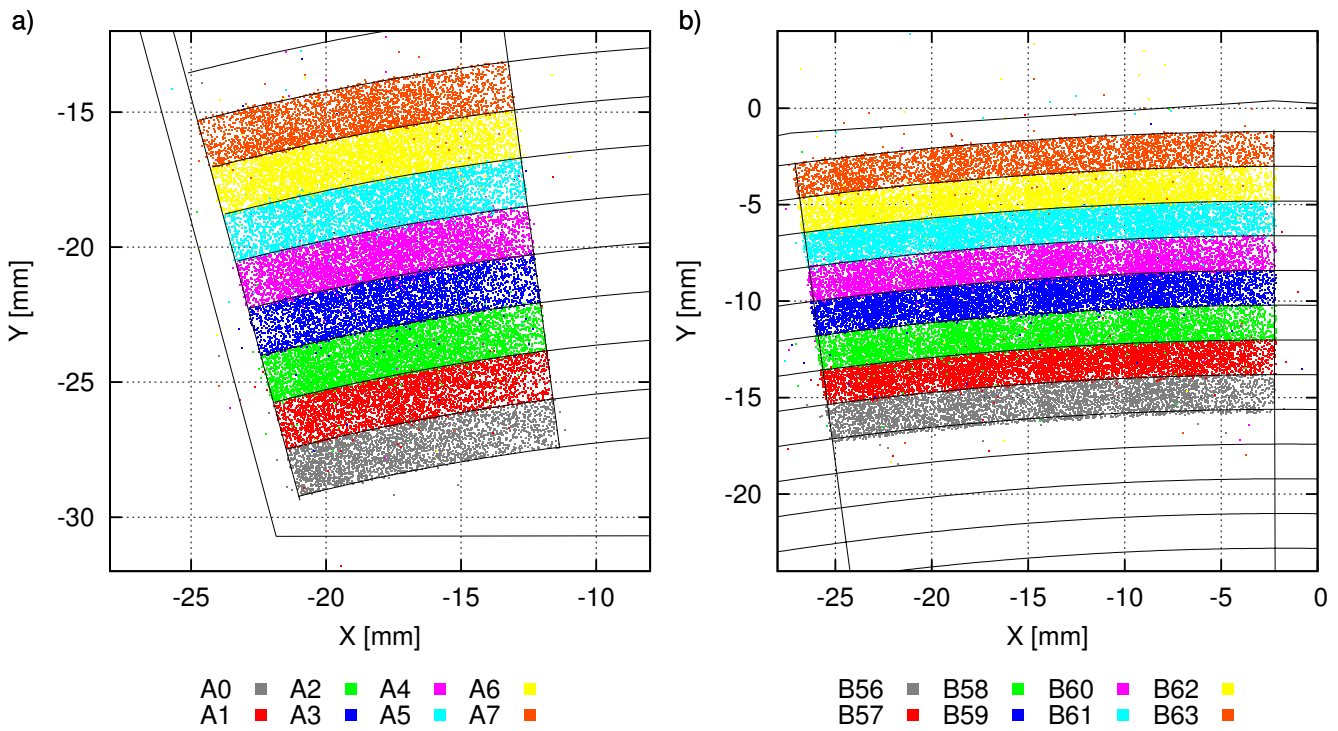 a)
-15
-20
-25
-30
Y [mm]
-25 -20 -15 -10
X [mm]
A0 A2 A4 A6
A1 A3 A5 A7
b)
0
-5
-10
-15
-20
Y [mm]
-25 -20 -15 -10 -5 0
X [mm]
B56 B58 B60 B62
B57 B59 B61 B63